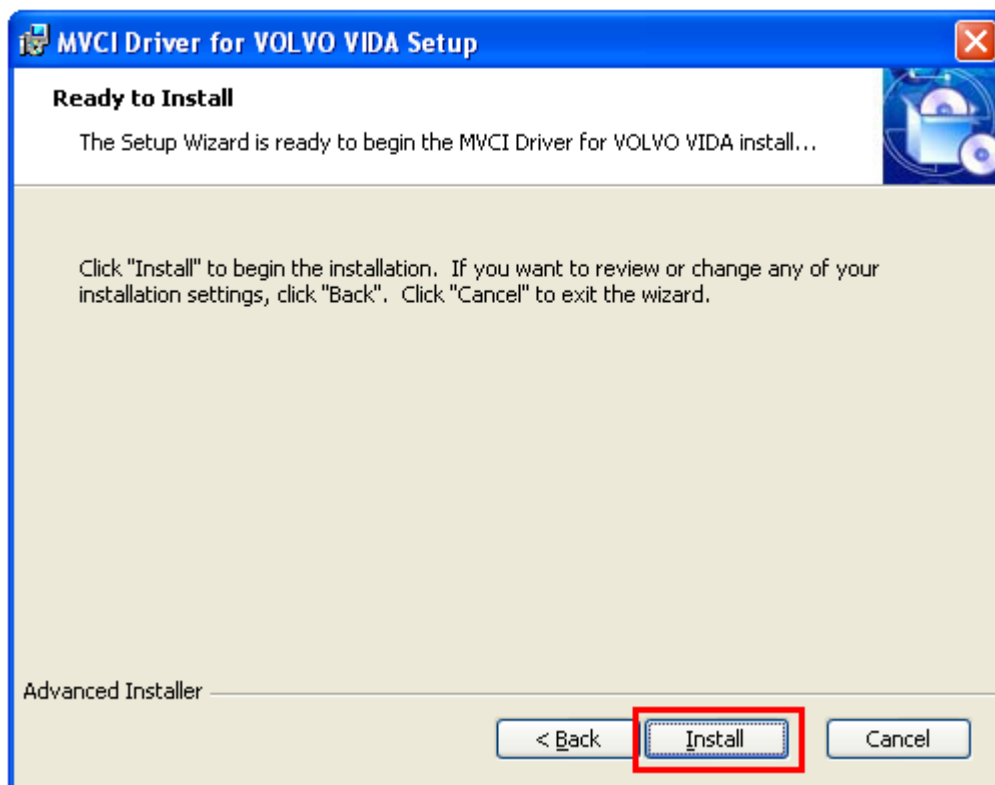 MVCI Driver for VOLVO VIDA Setup
Ready to Install
The Setup Wizard is ready to begin the MVCI Driver for VOLVO VIDA install...
Click "Install" to begin the installation.  If you want to review or change any of your
installation settings, click "Back".  Click "Cancel" to exit the wizard.
Advanced Installer
< Back
Install
Cancel